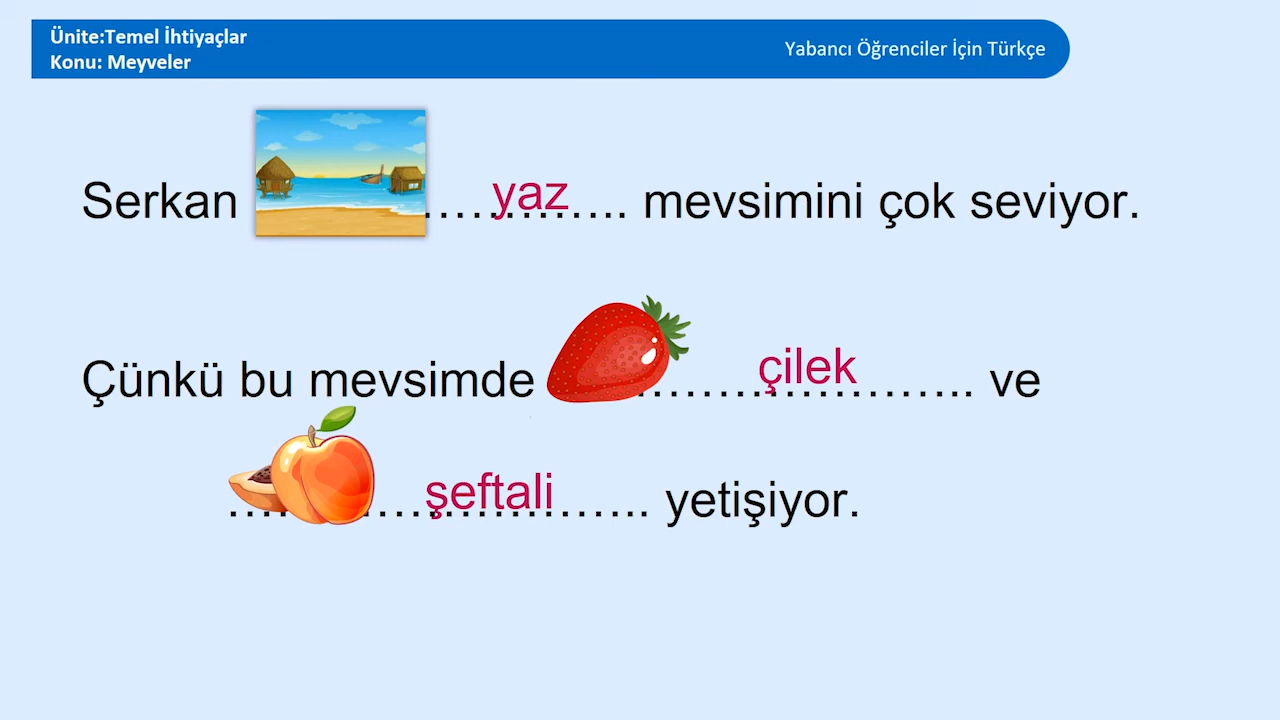 Ünite:Temel İhtiyaçlar
Konu: Meyveler
Yabancı Öğrenciler İçin Türkçe
Serkan ………….. yaz mevsimini çok seviyor.
Çünkü bu mevsimde ………………….. çilek ve
…………………….. şeftali yetişiyor.